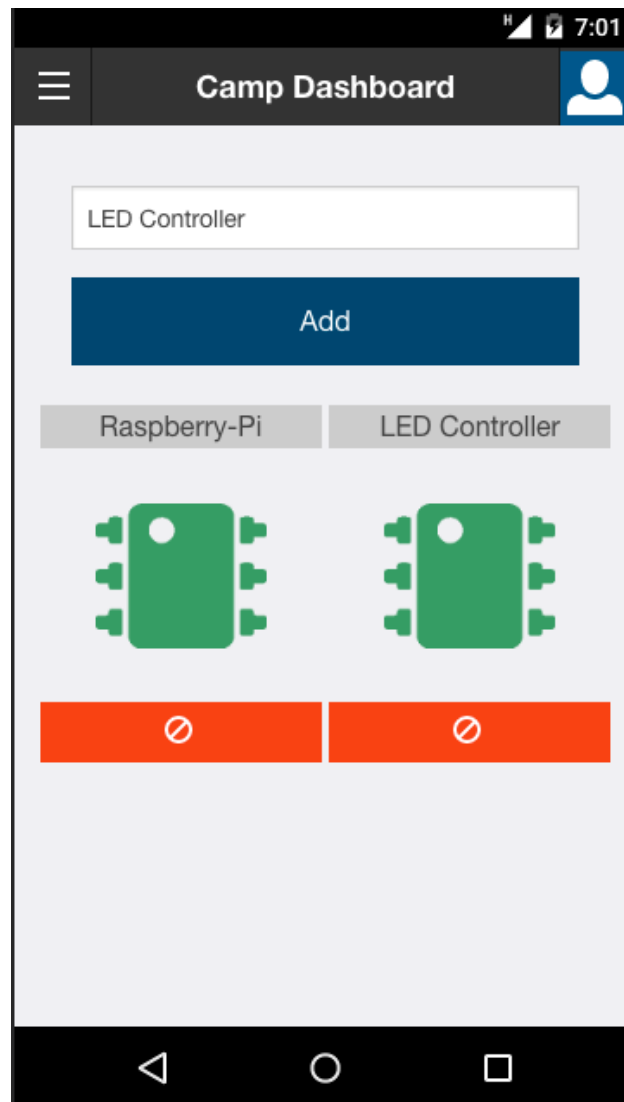 H 7:01
Camp Dashboard
LED Controller
Add
Raspberry-Pi LED Controller